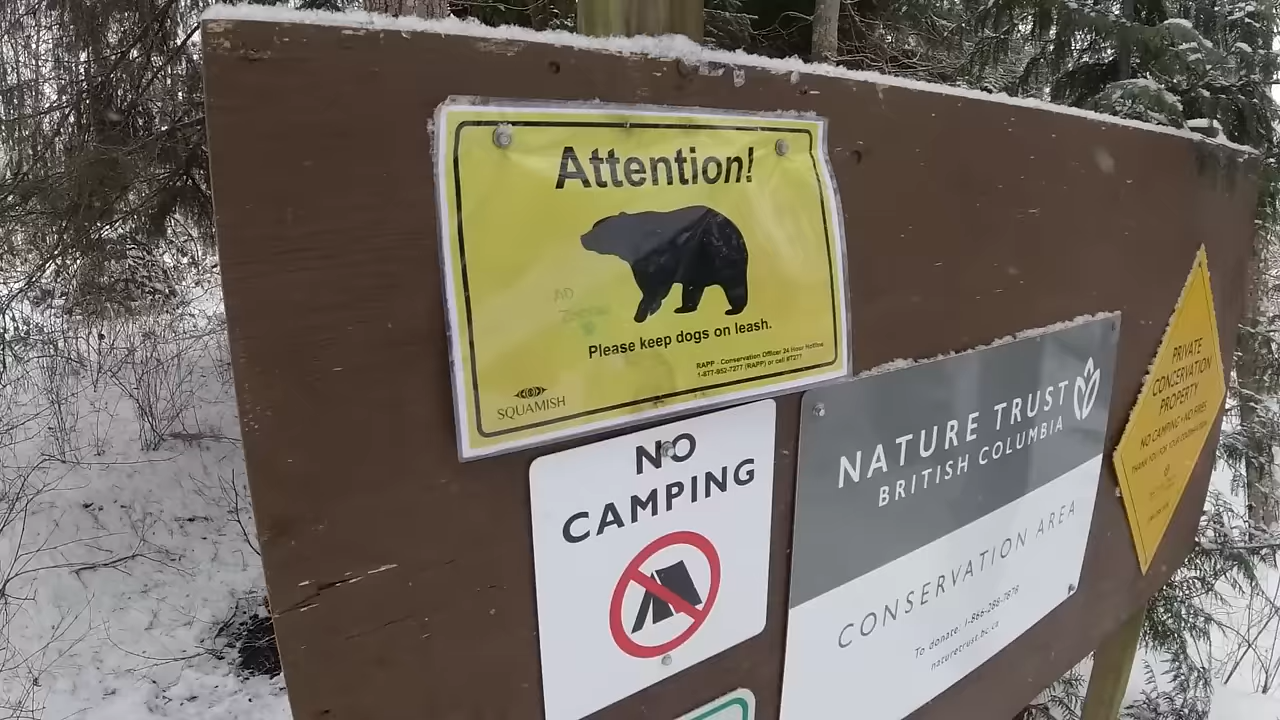 Attention!
Please keep dogs on leash.
RAPP - Conservation Officer 24 Hour Hotline
1-877-952-7277 (RAPP) or cell #7277
SQUAMISH
NO
CAMPING
NATURE TRUST
BRITISH COLUMBIA
CONSERVATION AREA
To donate: 1-866-288-7878
naturetrust.bc.ca
PRIVATE
CONSERVATION
PROPERTY
NO CAMPING • NO FIRES
THANK YOU FOR YOUR COOPERATION